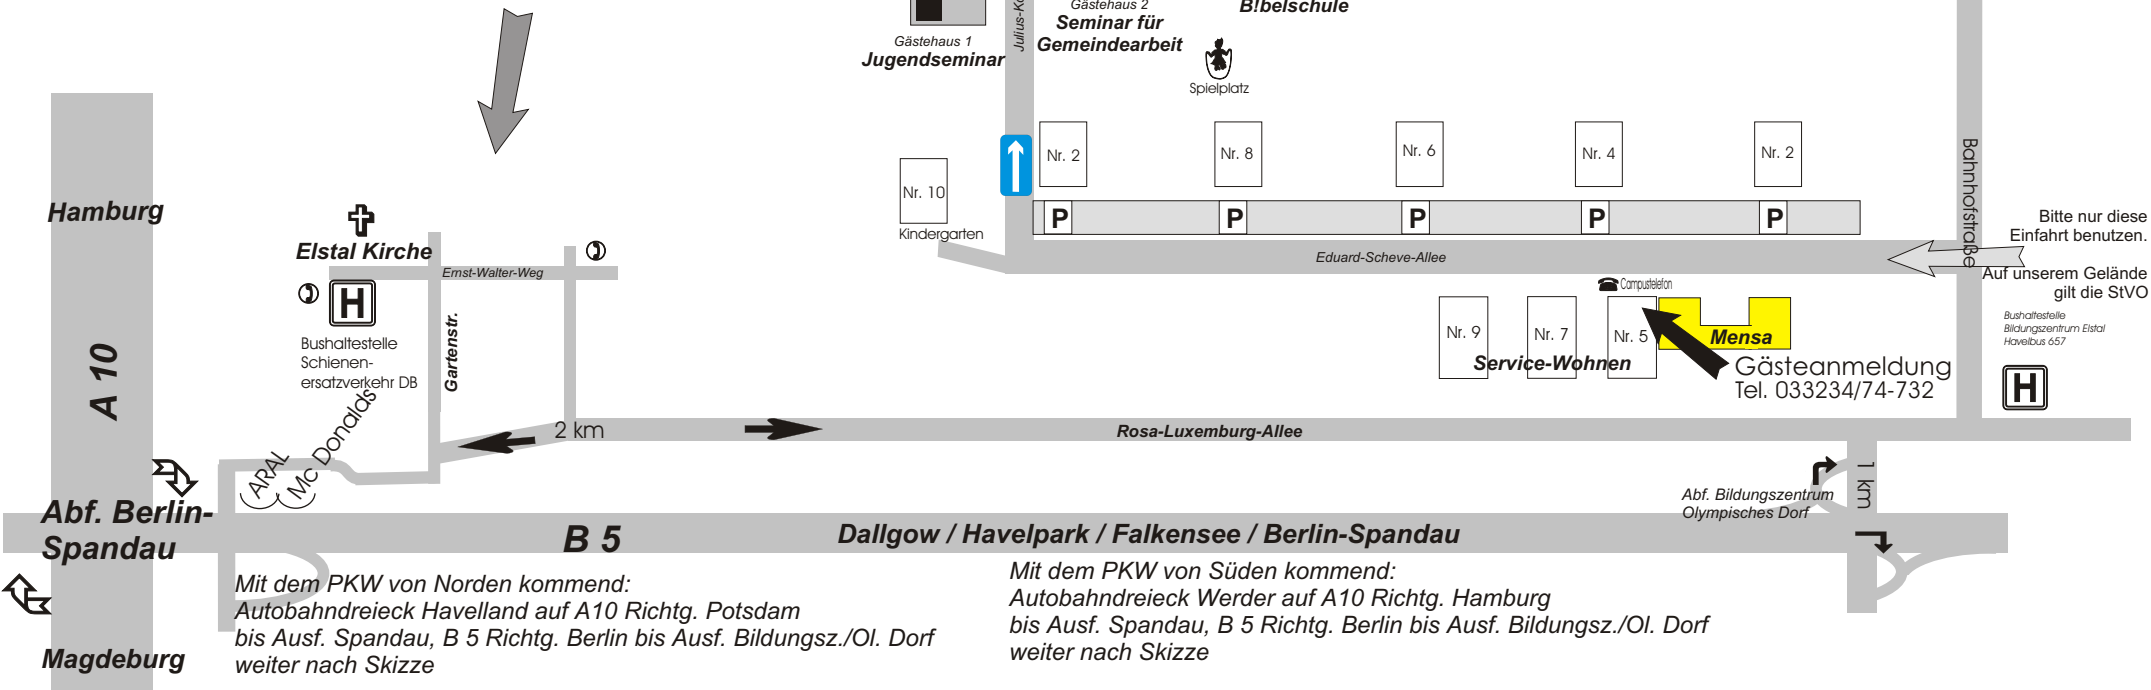 Gästehaus 1
Jugendseminar
Gästehaus 2
Seminar für
Gemeindearbeit
B!belschule
Spielplatz
Nr. 2
Nr. 8
Nr. 6
Nr. 4
Nr. 2
Nr. 10
Kindergarten
P
P
P
P
P
Bahnhofstraße
Bitte nur diese
Einfahrt benutzen.
Auf unserem Gelände
gilt die StVO
Bushaltestelle
Bildungszentrum Elstal
Havelbus 657
H
Eduard-Scheve-Allee
Campustelefon
Nr. 9
Nr. 7
Nr. 5
Mensa
Service-Wohnen
Gästeanmeldung
Tel. 033234/74-732
Hamburg
Elstal Kirche
Ernst-Walter-Weg
H
Bushaltestelle
Schienen-
ersatzverkehr DB
Gartenstr.
A 10
ARAL
Mc Donalds
2 km
Rosa-Luxemburg-Allee
1 km
Abf. Bildungszentrum
Olympisches Dorf
Abf. Berlin-
Spandau
B 5
Dallgow / Havelpark / Falkensee / Berlin-Spandau
Mit dem PKW von Norden kommend:
Autobahndreieck Havelland auf A10 Richtg. Potsdam
bis Ausf. Spandau, B 5 Richtg. Berlin bis Ausf. Bildungsz./Ol. Dorf
weiter nach Skizze
Mit dem PKW von Süden kommend:
Autobahndreieck Werder auf A10 Richtg. Hamburg
bis Ausf. Spandau, B 5 Richtg. Berlin bis Ausf. Bildungsz./Ol. Dorf
weiter nach Skizze
Magdeburg